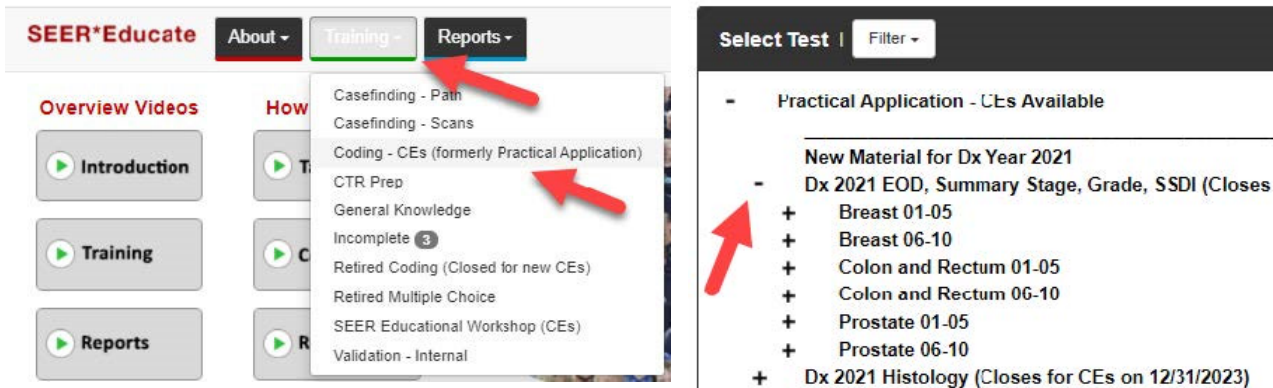 SEER*Educate
About
Training
Reports
Overview Videos
How
Introduction
Training
Reports
T
C
R
Casefinding - Path
Casefinding - Scans
Coding - CEs (formerly Practical Application)
CTR Prep
General Knowledge
Incomplete 3
Retired Coding (Closed for new CEs)
Retired Multiple Choice
SEER Educational Workshop (CEs)
Validation - Internal
Select Test | Filter
- Practical Application - CEs Available
New Material for Dx Year 2021
- Dx 2021 EOD, Summary Stage, Grade, SSDI (Closes
+ Breast 01-05
+ Breast 06-10
+ Colon and Rectum 01-05
+ Colon and Rectum 06-10
+ Prostate 01-05
+ Prostate 06-10
+ Dx 2021 Histology (Closes for CEs on 12/31/2023)